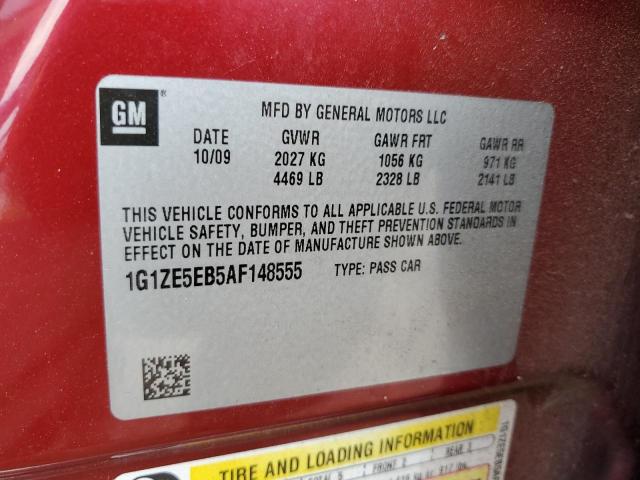 GM ®
MFD BY GENERAL MOTORS LLC
DATE GVWR GAWR FRT GAWR RR
10/09 2027 KG 1056 KG 971 KG
4469 LB 2328 LB 2141 LB
THIS VEHICLE CONFORMS TO ALL APPLICABLE U.S. FEDERAL MOTOR
VEHICLE SAFETY, BUMPER, AND THEFT PREVENTION STANDARDS IN
EFFECT ON THE DATE OF MANUFACTURE SHOWN ABOVE.
1G1ZE5EB5AF148555 TYPE: PASS CAR
TIRE AND LOADING INFORMATION